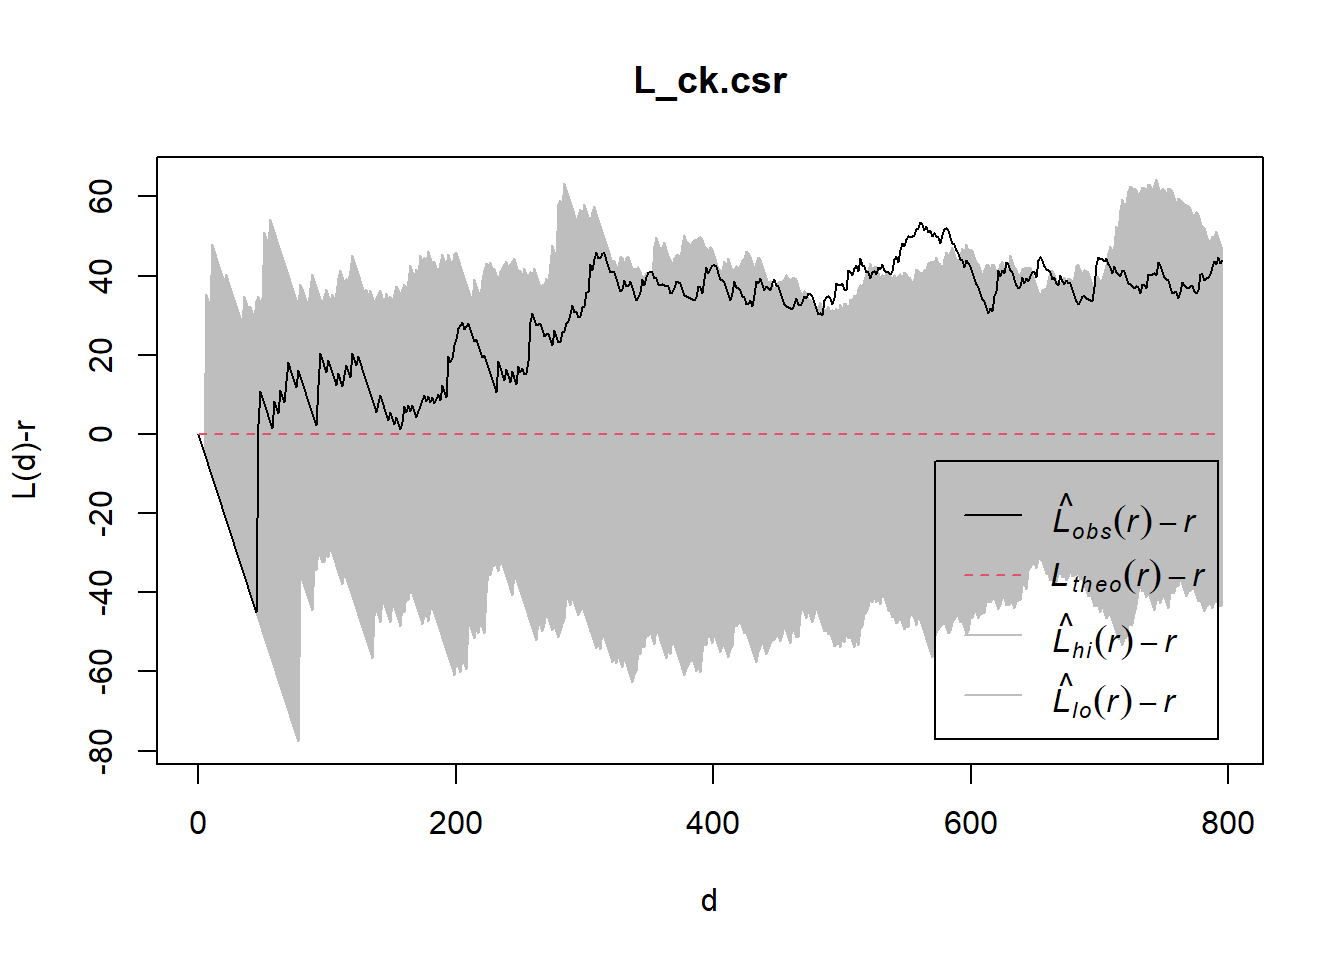 L_ck.csr
L(d)-r
60
40
20
0
-20
-40
-60
-80
0 200 400 600 800
d
L̂obs(r) − r
Ltheo(r) − r
L̂hi(r) − r
L̂lo(r) − r